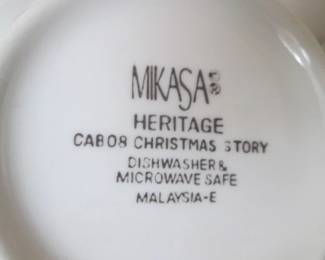 MIKASA ®
HERITAGE
CAB08 CHRISTMAS STORY
DISHWASHER &
MICROWAVE SAFE
MALAYSIA-E